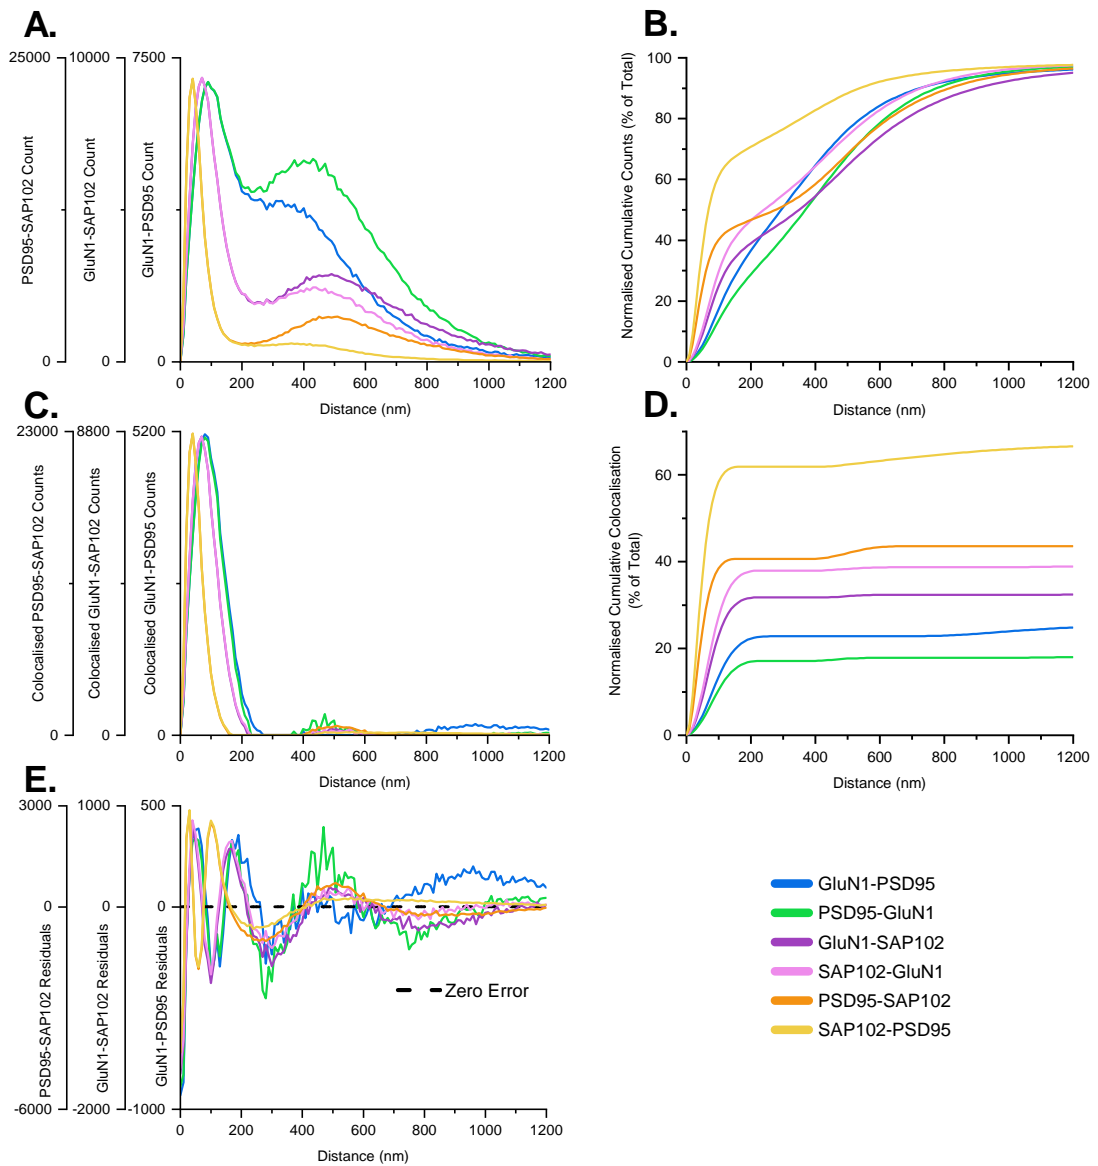 A.
25000
10000
7500
PSD95-SAP102 Count
GluN1-SAP102 Count
GluN1-PSD95 Count
0
0
0
0 200 400 600 800 1000 1200
Distance (nm)
B.
Normalised Cumulative Counts (% of Total)
100
80
60
40
20
0
0 200 400 600 800 1000 1200
Distance (nm)
C.
23000
8800
5200
Colocalised PSD95-SAP102 Counts
Colocalised GluN1-SAP102 Counts
Colocalised GluN1-PSD95 Counts
0
0
0
0 200 400 600 800 1000 1200
Distance (nm)
D.
Normalised Cumulative Colocalisation
(% of Total)
60
40
20
0
0 200 400 600 800 1000 1200
Distance (nm)
E.
3000
1000
500
PSD95-SAP102 Residuals
GluN1-SAP102 Residuals
GluN1-PSD95 Residuals
0
0
0
-6000
-2000
-1000
Zero Error
0 200 400 600 800 1000 1200
Distance (nm)
GluN1-PSD95
PSD95-GluN1
GluN1-SAP102
SAP102-GluN1
PSD95-SAP102
SAP102-PSD95